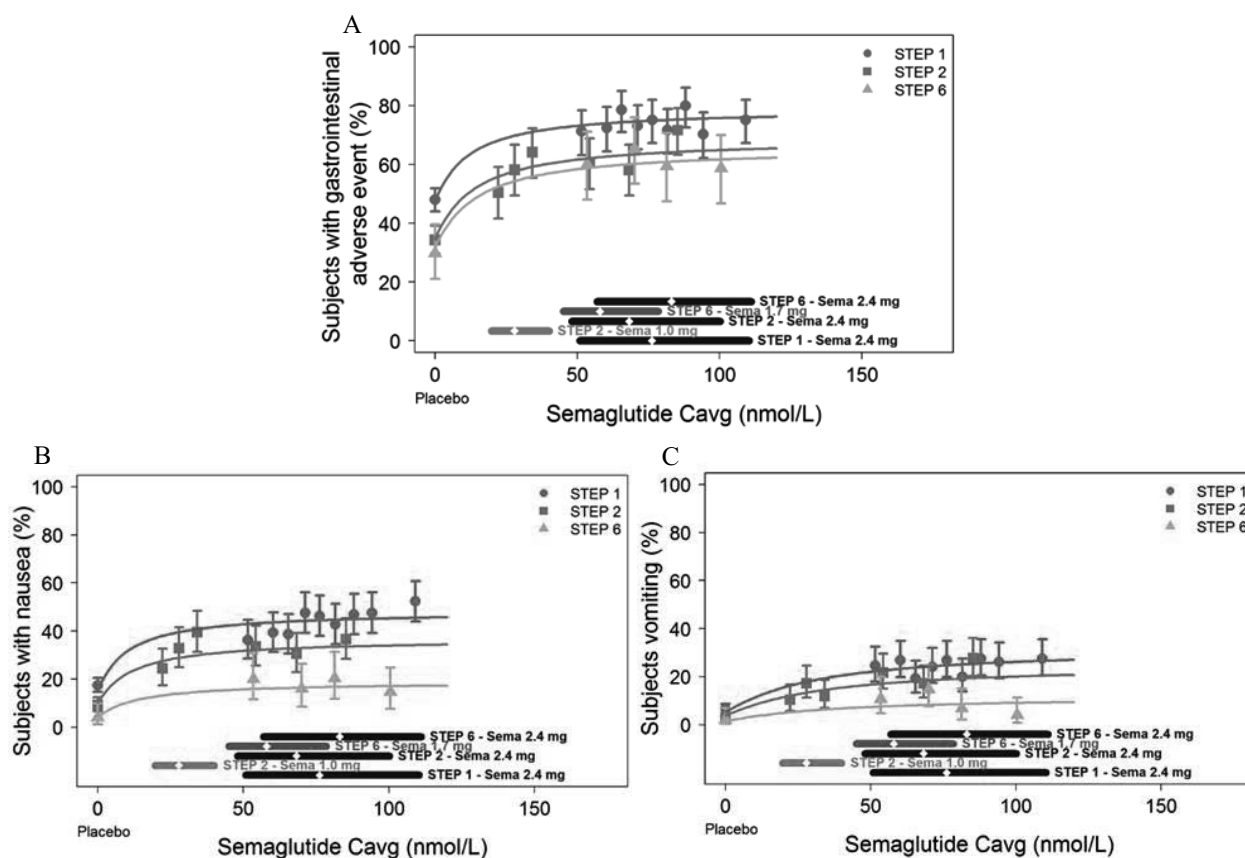 A
Subjects with gastrointestinal
adverse event (%)
100
80
60
40
20
0
STEP 1
STEP 2
STEP 6
STEP 6 - Sema 2.4 mg
STEP 6 - Sema 1.7 mg
STEP 2 - Sema 2.4 mg
STEP 2 - Sema 1.0 mg
STEP 1 - Sema 2.4 mg
0 50 100 150
Placebo
Semaglutide Cavg (nmol/L)
B
Subjects with nausea (%)
100
80
60
40
20
0
STEP 1
STEP 2
STEP 6
STEP 6 - Sema 2.4 mg
STEP 6 - Sema 1.7 mg
STEP 2 - Sema 2.4 mg
STEP 2 - Sema 1.0 mg
STEP 1 - Sema 2.4 mg
0 50 100 150
Placebo
Semaglutide Cavg (nmol/L)
C
Subjects vomiting (%)
100
80
60
40
20
0
STEP 1
STEP 2
STEP 6
STEP 6 - Sema 2.4 mg
STEP 6 - Sema 1.7 mg
STEP 2 - Sema 2.4 mg
STEP 2 - Sema 1.0 mg
STEP 1 - Sema 2.4 mg
0 50 100 150
Placebo
Semaglutide Cavg (nmol/L)